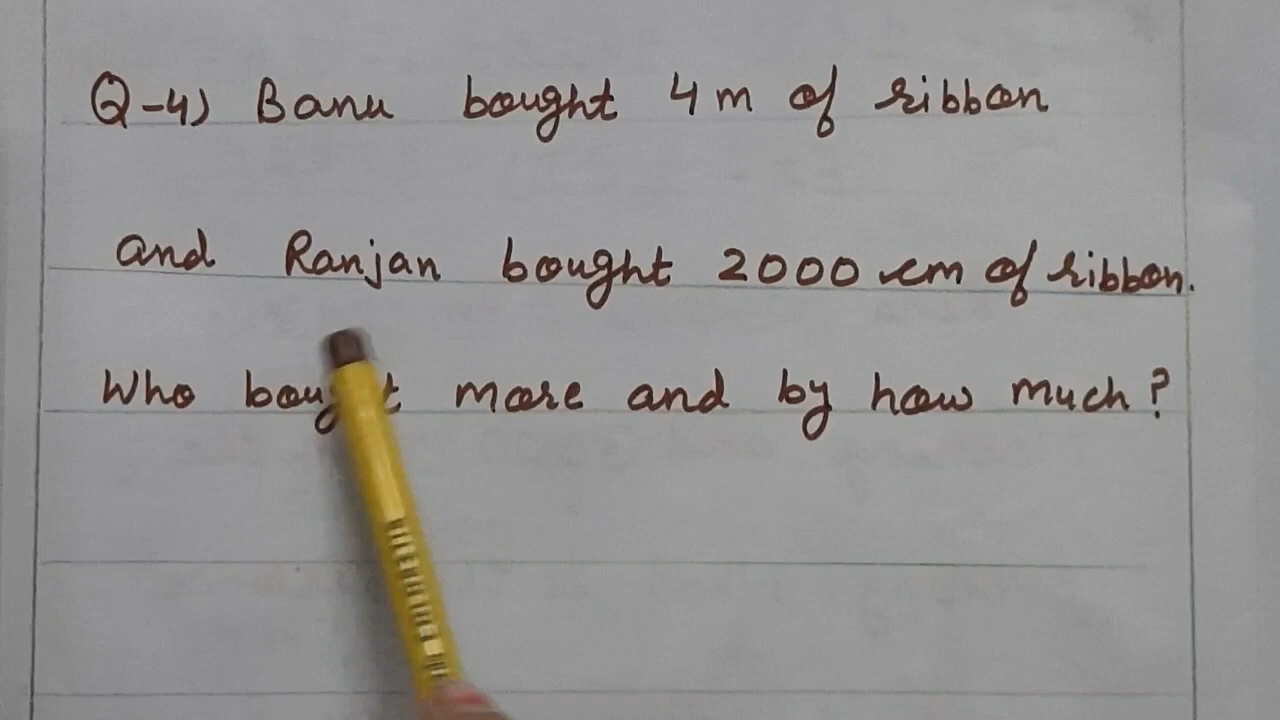 Q-4) Banu bought 4 m of ribbon
and Ranjan bought 2000 cm of ribbon.
Who bought more and by how much?